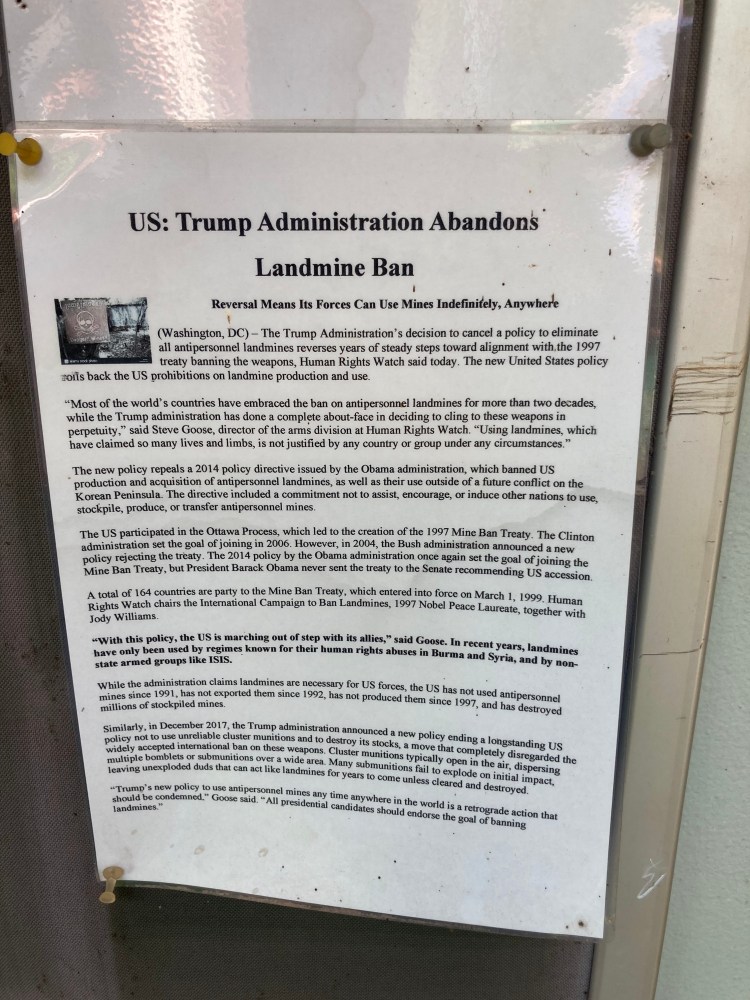 US: Trump Administration Abandons
Landmine Ban
Reversal Means Its Forces Can Use Mines Indefinitely, Anywhere
(Washington, DC) – The Trump Administration's decision to cancel a policy to eliminate
all antipersonnel landmines reverses years of steady steps toward alignment with the 1997
treaty banning the weapons, Human Rights Watch said today. The new United States policy
rolls back the US prohibitions on landmine production and use.
“Most of the world's countries have embraced the ban on antipersonnel landmines for more than two decades,
while the Trump administration has done a complete about-face in deciding to cling to these weapons in
perpetuity,” said Steve Goose, director of the arms division at Human Rights Watch. “Using landmines, which
have claimed so many lives and limbs, is not justified by any country or group under any circumstances.”
The new policy repeals a 2014 policy directive issued by the Obama administration, which banned US
production and acquisition of antipersonnel landmines, as well as their use outside of a future conflict on the
Korean Peninsula. The directive included a commitment not to assist, encourage, or induce other nations to use,
stockpile, produce, or transfer antipersonnel mines.
The US participated in the Ottawa Process, which led to the creation of the 1997 Mine Ban Treaty. The Clinton
administration set the goal of joining in 2006. However, in 2004, the Bush administration announced a new
policy rejecting the treaty. The 2014 policy by the Obama administration once again set the goal of joining the
Mine Ban Treaty, but President Barack Obama never sent the treaty to the Senate recommending US accession.
A total of 164 countries are party to the Mine Ban Treaty, which entered into force on March 1, 1999. Human
Rights Watch chairs the International Campaign to Ban Landmines, 1997 Nobel Peace Laureate, together with
Jody Williams.
“With this policy, the US is marching out of step with its allies,” said Goose. In recent years, landmines
have only been used by regimes known for their human rights abuses in Burma and Syria, and by non-
state armed groups like ISIS.
While the administration claims landmines are necessary for US forces, the US has not used antipersonnel
mines since 1991, has not exported them since 1992, has not produced them since 1997, and has destroyed
millions of stockpiled mines.
Similarly, in December 2017, the Trump administration announced a new policy ending a longstanding US
policy not to use unreliable cluster munitions and to destroy its stocks, a move that completely disregarded the
widely accepted international ban on these weapons. Cluster munitions typically open in the air, dispersing
multiple bomblets or submunitions over a wide area. Many submunitions fail to explode on initial impact,
leaving unexploded duds that can act like landmines for years to come unless cleared and destroyed.
“Trump's new policy to use antipersonnel mines any time anywhere in the world is a retrograde action that
should be condemned,” Goose said. “All presidential candidates should endorse the goal of banning
landmines.”